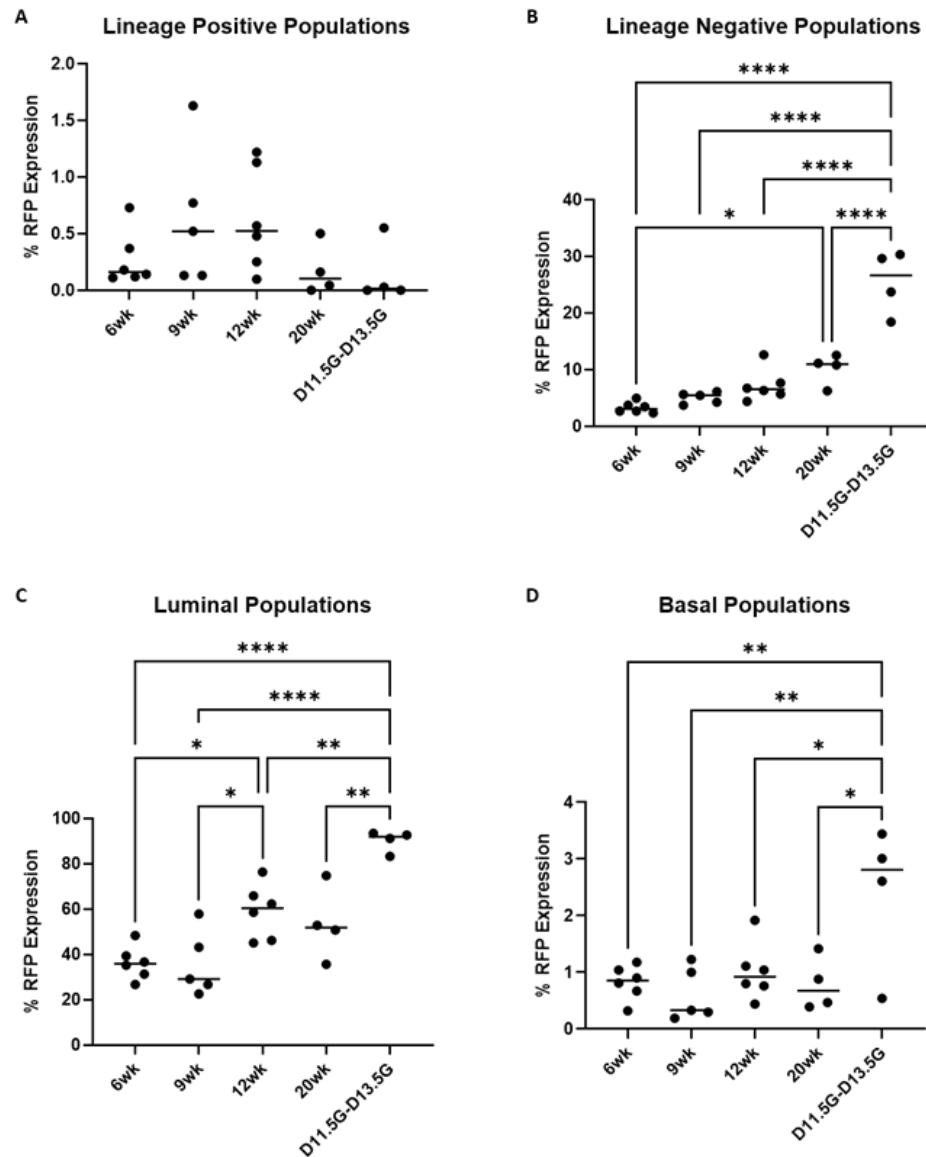 A
Lineage Positive Populations
2.0
1.5
1.0
0.5
0.0
% RFP Expression
6wk
9wk
12wk
20wk
D11.5G-D13.5G
B
Lineage Negative Populations
****
****
****
*
****
40
30
20
10
0
% RFP Expression
6wk
9wk
12wk
20wk
D11.5G-D13.5G
C
Luminal Populations
****
****
*
**
*
**
100
80
60
40
20
0
% RFP Expression
6wk
9wk
12wk
20wk
D11.5G-D13.5G
D
Basal Populations
**
**
*
*
4
3
2
1
0
% RFP Expression
6wk
9wk
12wk
20wk
D11.5G-D13.5G